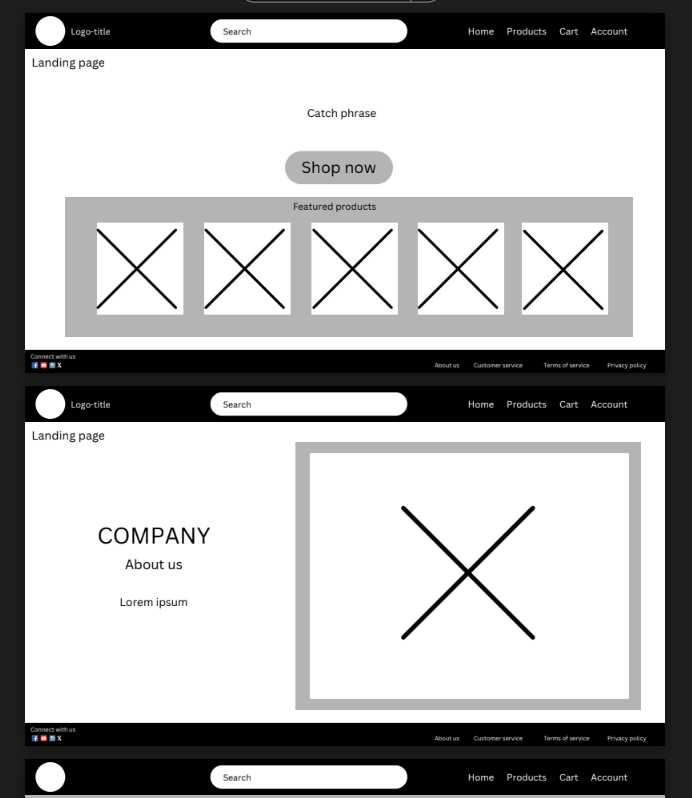 Logo-title Search Home Products Cart Account
Landing page
Catch phrase
Shop now
Featured products
Connect with us
About us Customer service Terms of service Privacy policy
Logo-title Search Home Products Cart Account
Landing page
COMPANY
About us
Lorem ipsum
Connect with us
About us Customer service Terms of service Privacy policy
Search Home Products Cart Account